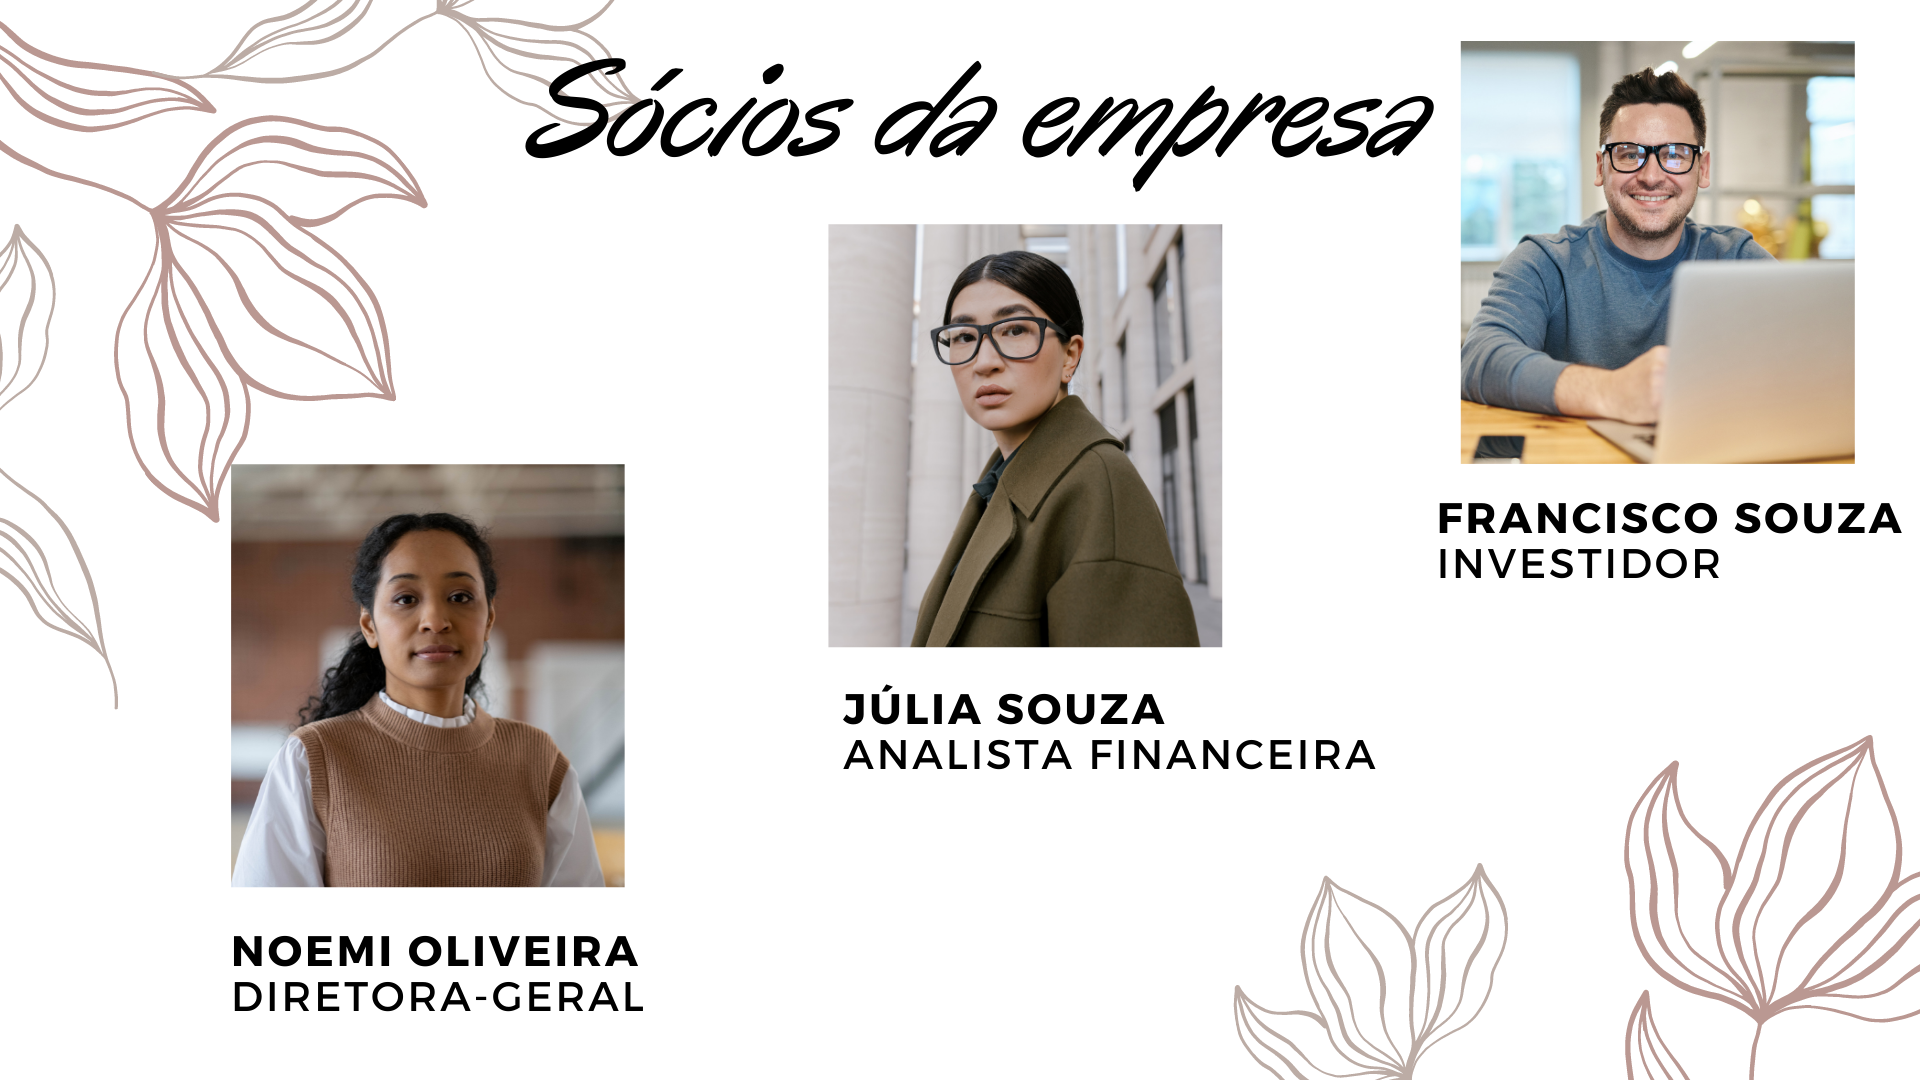 Sócios da empresa
FRANCISCO SOUZA
INVESTIDOR
JÚLIA SOUZA
ANALISTA FINANCEIRA
NOEMI OLIVEIRA
DIRETORA-GERAL